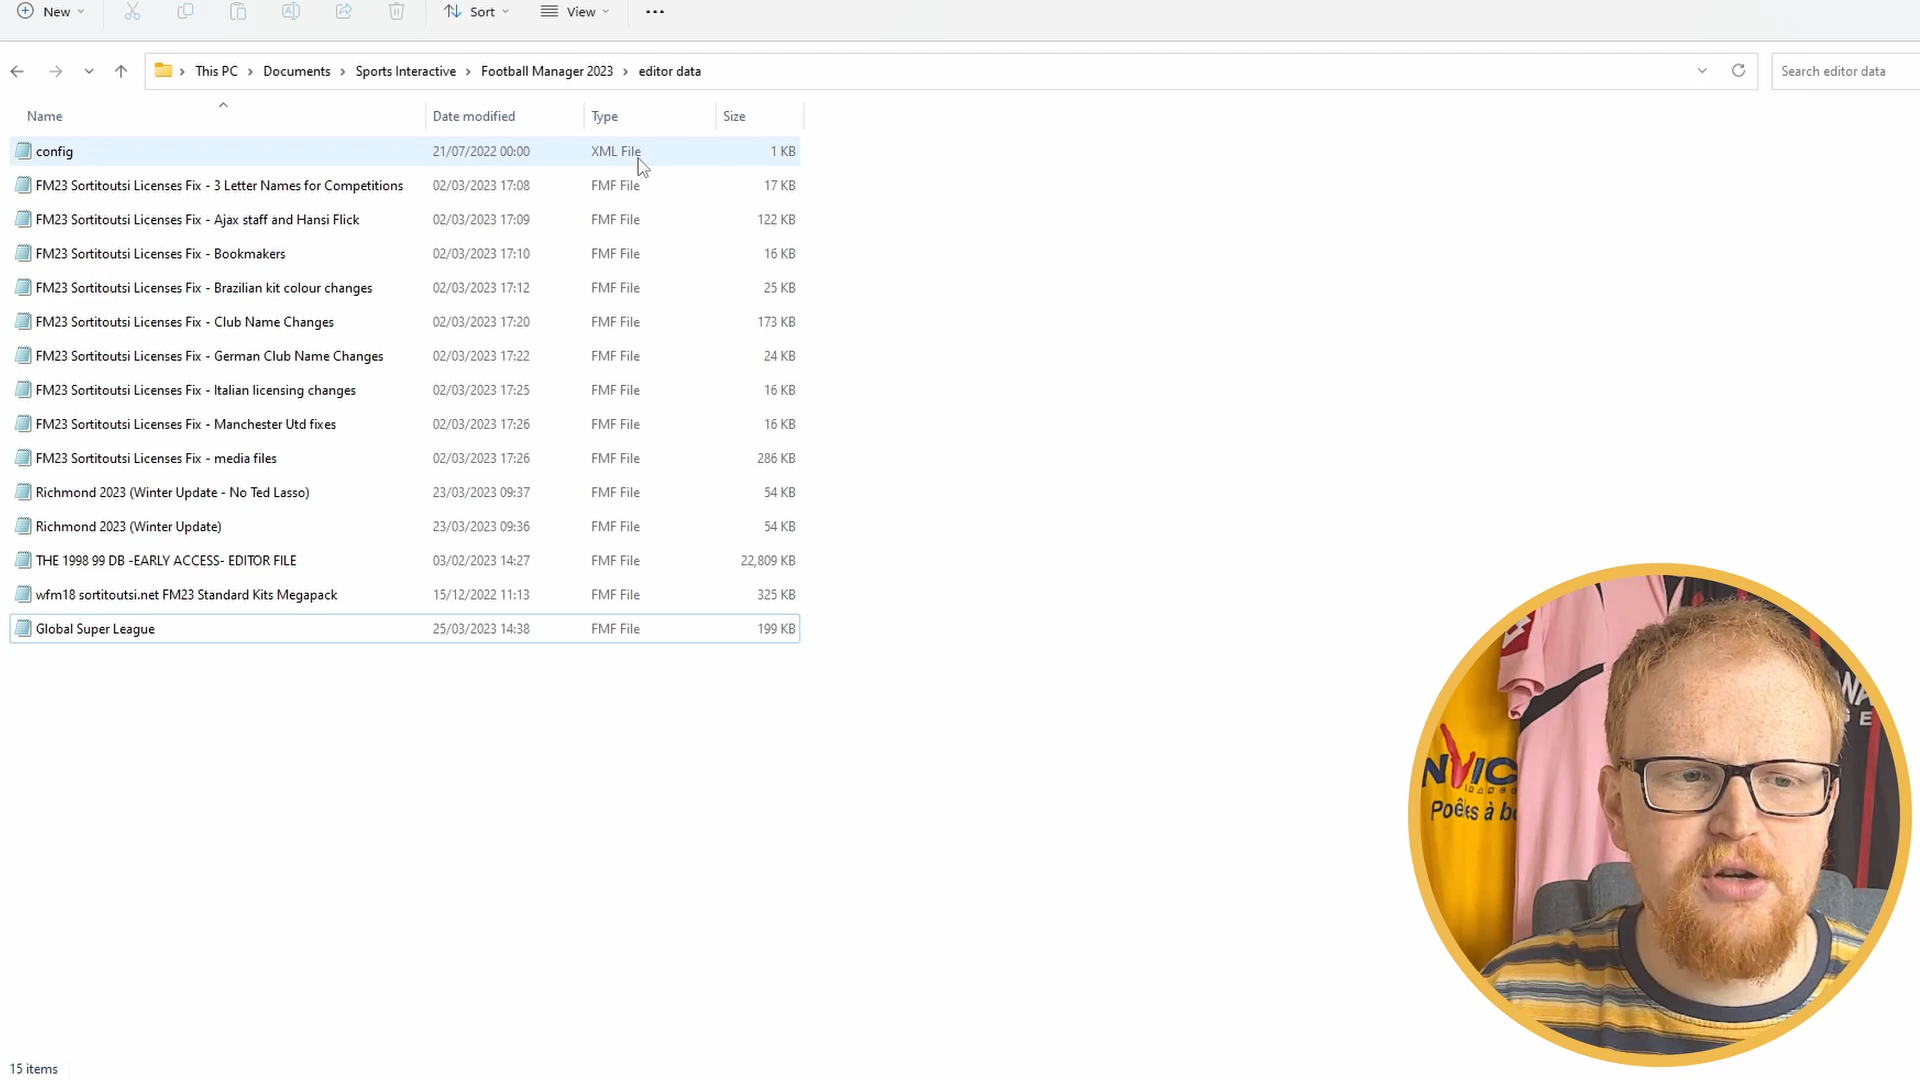 New Sort View
This PC Documents Sports Interactive Football Manager 2023 editor data Search editor data
Name Date modified Type Size
config 21/07/2022 00:00 XML File 1 KB
FM23 Sortitoutsi Licenses Fix - 3 Letter Names for Competitions 02/03/2023 17:08 FMF File 17 KB
FM23 Sortitoutsi Licenses Fix - Ajax staff and Hansi Flick 02/03/2023 17:09 FMF File 122 KB
FM23 Sortitoutsi Licenses Fix - Bookmakers 02/03/2023 17:10 FMF File 16 KB
FM23 Sortitoutsi Licenses Fix - Brazilian kit colour changes 02/03/2023 17:12 FMF File 25 KB
FM23 Sortitoutsi Licenses Fix - Club Name Changes 02/03/2023 17:20 FMF File 173 KB
FM23 Sortitoutsi Licenses Fix - German Club Name Changes 02/03/2023 17:22 FMF File 24 KB
FM23 Sortitoutsi Licenses Fix - Italian licensing changes 02/03/2023 17:25 FMF File 16 KB
FM23 Sortitoutsi Licenses Fix - Manchester Utd fixes 02/03/2023 17:26 FMF File 16 KB
FM23 Sortitoutsi Licenses Fix - media files 02/03/2023 17:26 FMF File 286 KB
Richmond 2023 (Winter Update - No Ted Lasso) 23/03/2023 09:37 FMF File 54 KB
Richmond 2023 (Winter Update) 23/03/2023 09:36 FMF File 54 KB
THE 1998 99 DB -EARLY ACCESS- EDITOR FILE 03/02/2023 14:27 FMF File 22,809 KB
wfm18 sortitoutsi.net FM23 Standard Kits Megapack 15/12/2022 11:13 FMF File 325 KB
Global Super League 25/03/2023 14:38 FMF File 199 KB
NVIC
Poêles à
15 items